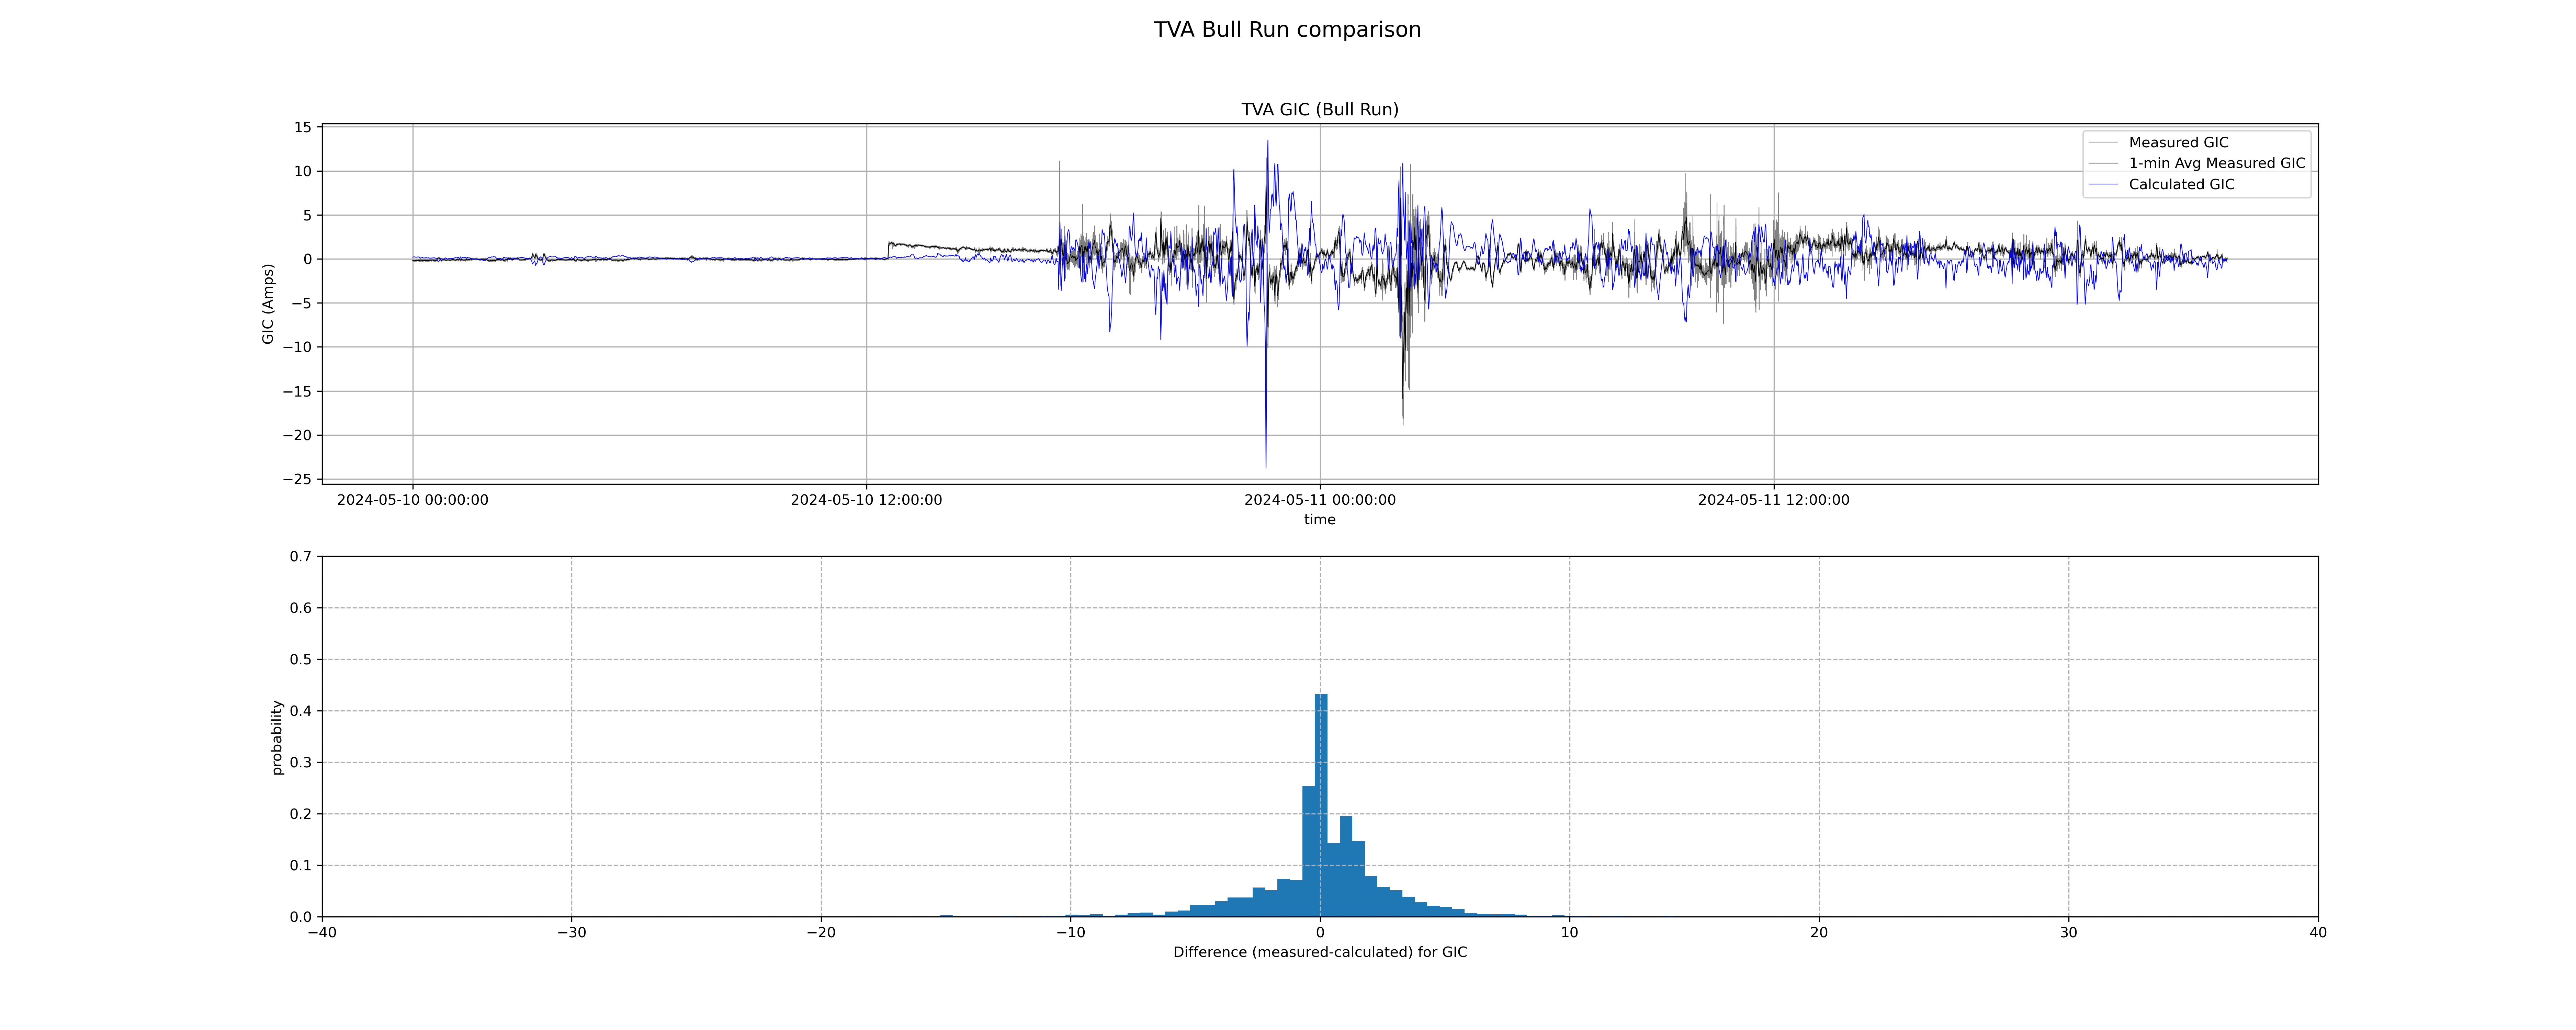 TVA Bull Run comparison
TVA GIC (Bull Run)
15
10
5
0
−5
−10
−15
−20
−25
GIC (Amps)
Measured GIC
1-min Avg Measured GIC
Calculated GIC
2024-05-10 00:00:00 2024-05-10 12:00:00 2024-05-11 00:00:00 2024-05-11 12:00:00
time
0.7
0.6
0.5
0.4
0.3
0.2
0.1
0.0
probability
−40 −30 −20 −10 0 10 20 30 40
Difference (measured-calculated) for GIC